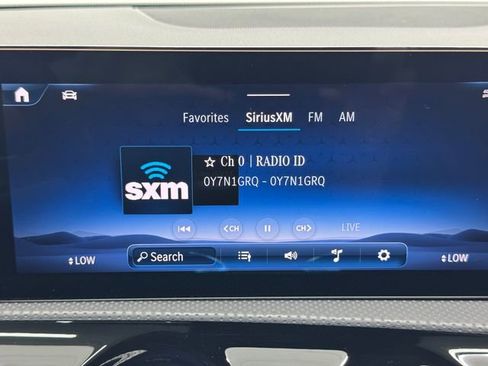 Favorites SiriusXM FM AM
☆ Ch 0 | RADIO ID
sxm
0Y7N1GRQ - 0Y7N1GRQ
<CH CH> LIVE
LOW Search LOW